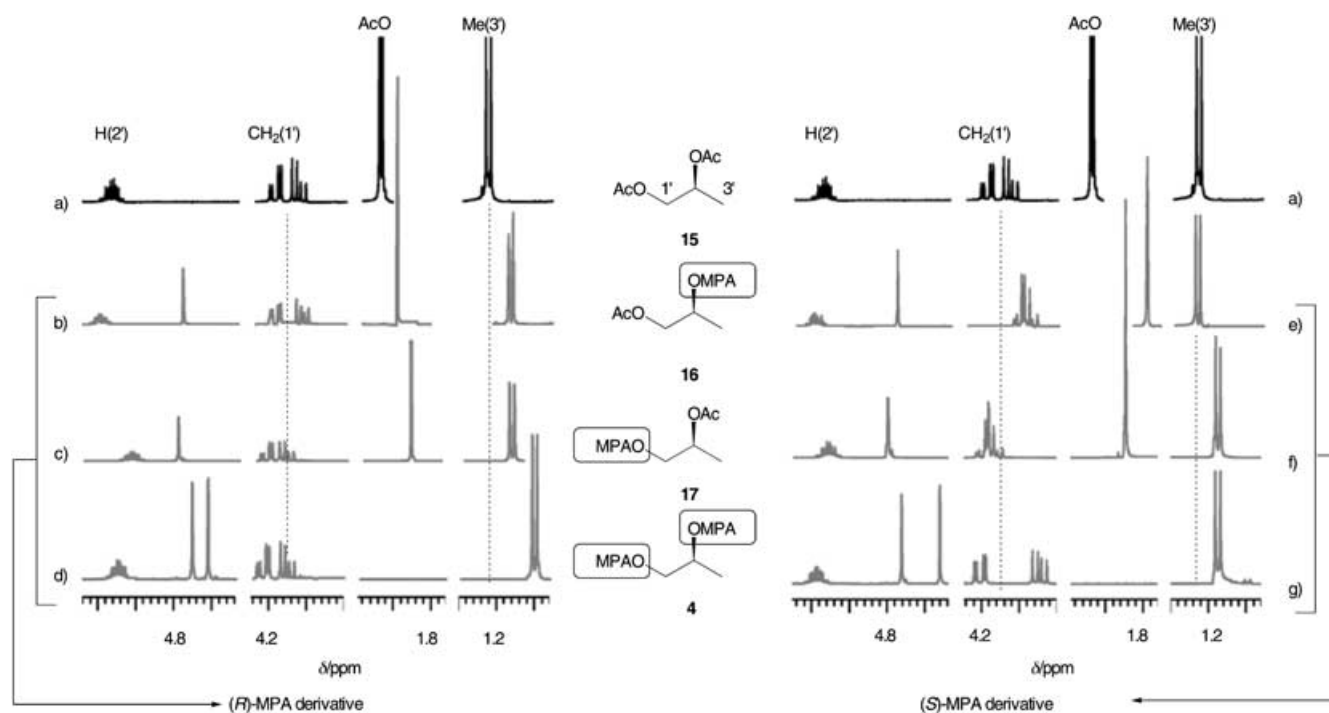 AcO Me(3') AcO Me(3')
H(2') CH₂(1') H(2') CH₂(1')
OAc
AcO 1' 3'
a) a)
15
OMPA
AcO
b) e)
16
OAc
MPAO
c) f)
17
OMPA
MPAO
d) g)
4
4.8 4.2 1.8 1.2 4.8 4.2 1.8 1.2
δ/ppm δ/ppm
(R)-MPA derivative (S)-MPA derivative